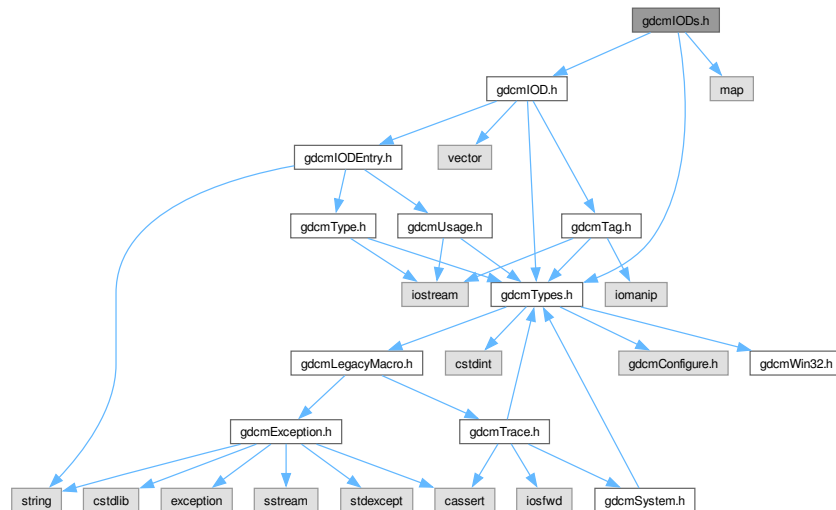 gdcmIODs.h
gdcmIOD.h
map
gdcmIODEntry.h
vector
gdcmType.h
gdcmUsage.h
gdcmTag.h
iostream
gdcmTypes.h
iomanip
gdcmLegacyMacro.h
cstdint
gdcmConfigure.h
gdcmWin32.h
gdcmException.h
gdcmTrace.h
string
cstdlib
exception
sstream
stdexcept
cassert
iosfwd
gdcmSystem.h